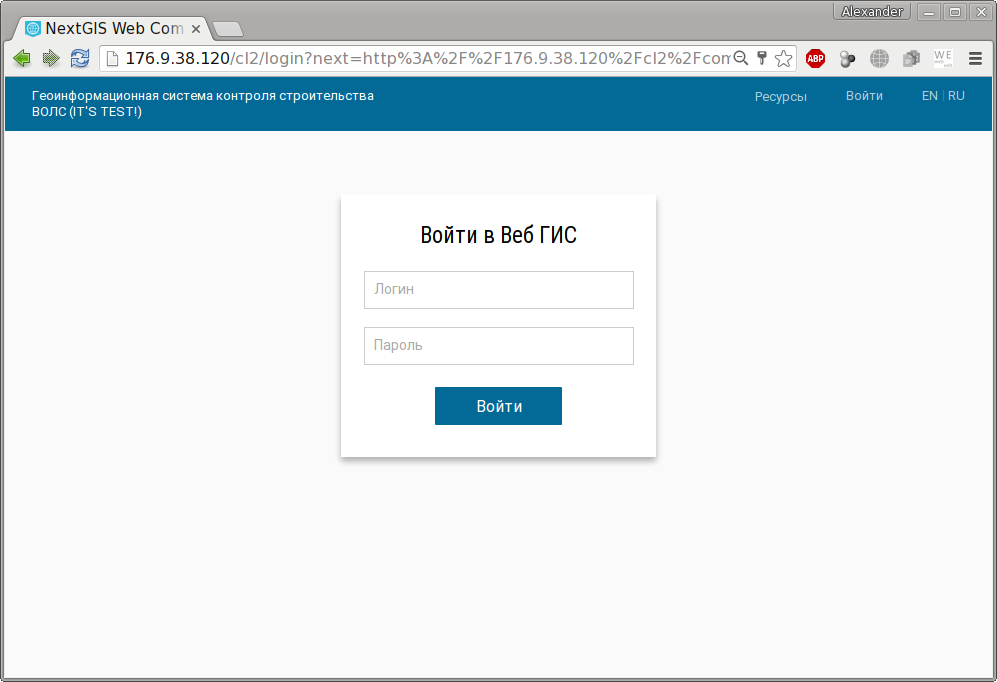 Alexander
NextGIS Web Com
176.9.38.120/cl2/login?next=http%3A%2F%2F176.9.38.120%2Fcl2%2Fcom
ABP
WE
Геоинформационная система контроля строительства
ВОЛС (IT'S TEST!)
Ресурсы
Войти
EN | RU
Войти в Веб ГИС
Логин
Пароль
Войти